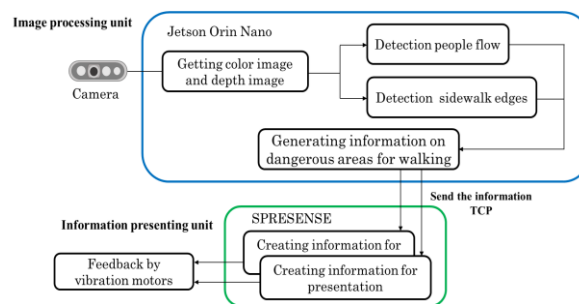 Image processing unit
Jetson Orin Nano
Camera
Getting color image
and depth image
Detection people flow
Detection sidewalk edges
Generating information on
dangerous areas for walking
Send the information
TCP
Information presenting unit
SPRESENSE
Creating information for
Creating information for
presentation
Feedback by
vibration motors